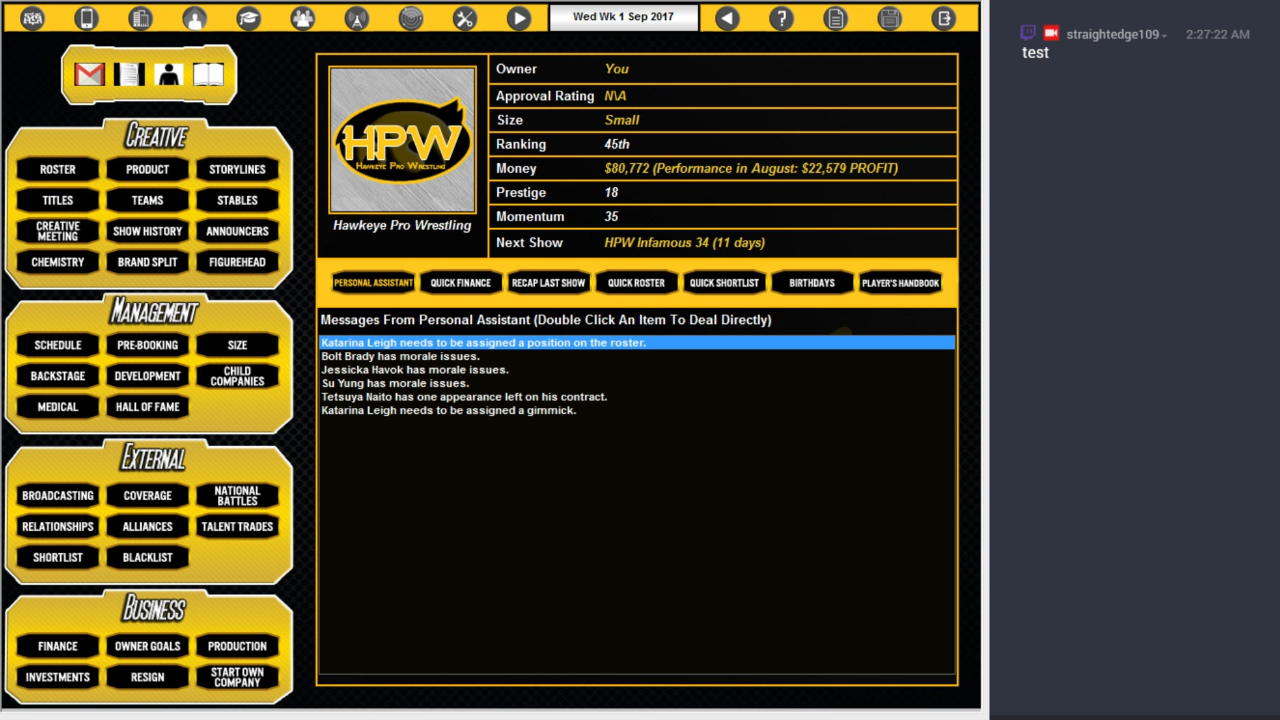 Wed Wk 1 Sep 2017
CREATIVE
ROSTER
PRODUCT
STORYLINES
TITLES
TEAMS
STABLES
CREATIVE
MEETING
SHOW HISTORY
ANNOUNCERS
CHEMISTRY
BRAND SPLIT
FIGUREHEAD
MANAGEMENT
SCHEDULE
PRE-BOOKING
SIZE
BACKSTAGE
DEVELOPMENT
CHILD
COMPANIES
MEDICAL
HALL OF FAME
EXTERNAL
BROADCASTING
COVERAGE
NATIONAL
BATTLES
RELATIONSHIPS
ALLIANCES
TALENT TRADES
SHORTLIST
BLACKLIST
BUSINESS
FINANCE
OWNER GOALS
PRODUCTION
INVESTMENTS
RESIGN
START OWN
COMPANY
HPW
HAWKEYE PRO WRESTLING
Hawkeye Pro Wrestling
Owner You
Approval Rating N\A
Size Small
Ranking 45th
Money $80,772 (Performance in August: $22,579 PROFIT)
Prestige 18
Momentum 35
Next Show HPW Infamous 34 (11 days)
PERSONAL ASSISTANT
QUICK FINANCE
RECAP LAST SHOW
QUICK ROSTER
QUICK SHORTLIST
BIRTHDAYS
PLAYER'S HANDBOOK
Messages From Personal Assistant (Double Click An Item To Deal Directly)
Katarina Leigh needs to be assigned a position on the roster.
Bolt Brady has morale issues.
Jessicka Havok has morale issues.
Su Yung has morale issues.
Tetsuya Naito has one appearance left on his contract.
Katarina Leigh needs to be assigned a gimmick.
straightedge109 2:27:22 AM
test